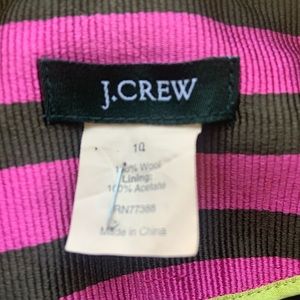 J.CREW
10
100% Wool
Lining:
100% Acetate
RN77388
Made in China